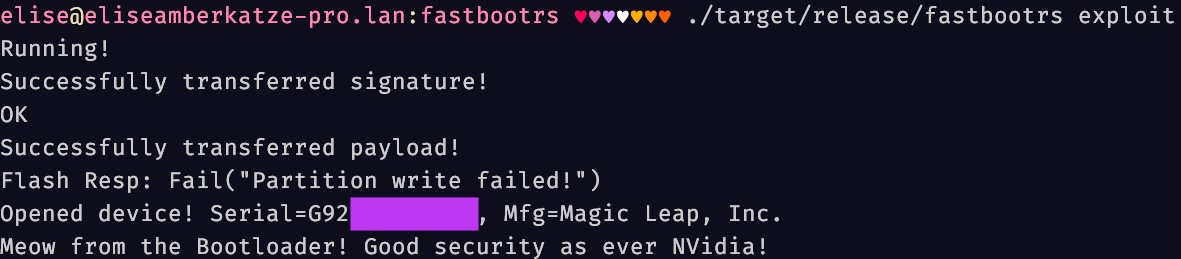 elise@eliseamberkatze-pro.lan:fastbootrs ♥♥♥♥♥♥♥ ./target/release/fastbootrs exploit
Running!
Successfully transferred signature!
OK
Successfully transferred payload!
Flash Resp: Fail("Partition write failed!")
Opened device! Serial=G92, Mfg=Magic Leap, Inc.
Meow from the Bootloader! Good security as ever NVidia!